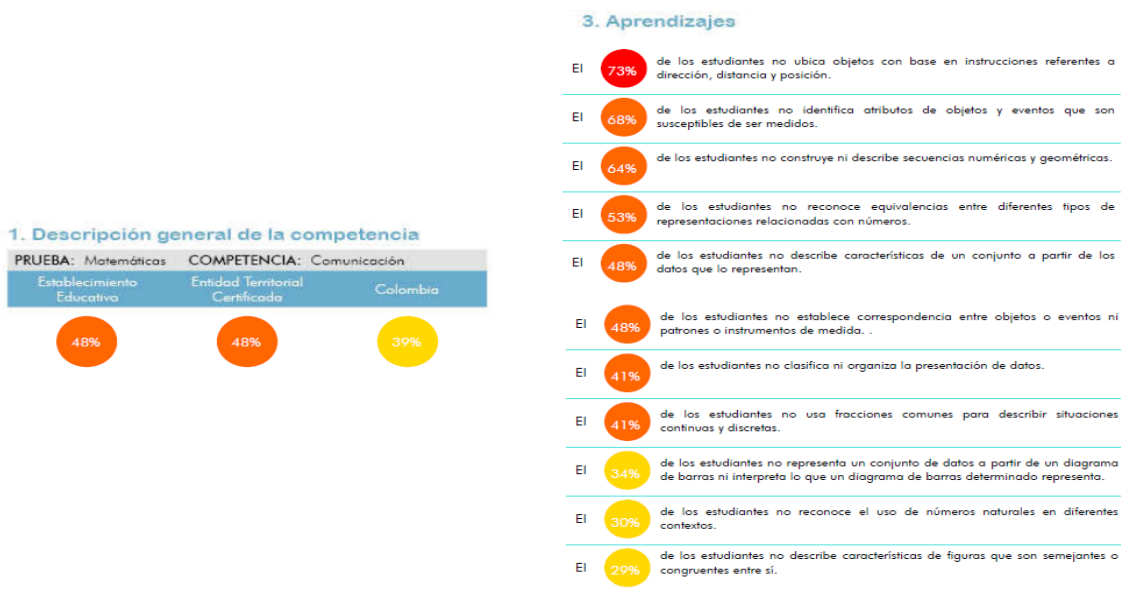 1. Descripción general de la competencia
PRUEBA: Matemáticas COMPETENCIA: Comunicación
Establecimiento Educativo
Entidad Territorial Certificada
Colombia
48%
48%
39%
3. Aprendizajes
El 73% de los estudiantes no ubica objetos con base en instrucciones referentes a
dirección, distancia y posición.
El 68% de los estudiantes no identifica atributos de objetos y eventos que son
susceptibles de ser medidos.
El 64% de los estudiantes no construye ni describe secuencias numéricas y geométricas.
El 53% de los estudiantes no reconoce equivalencias entre diferentes tipos de
representaciones relacionadas con números.
El 48% de los estudiantes no describe características de un conjunto a partir de los
datos que lo representan.
El 48% de los estudiantes no establece correspondencia entre objetos o eventos ni
patrones o instrumentos de medida. .
El 41% de los estudiantes no clasifica ni organiza la presentación de datos.
El 41% de los estudiantes no usa fracciones comunes para describir situaciones
continuas y discretas.
El 34% de los estudiantes no representa un conjunto de datos a partir de un diagrama
de barras ni interpreta lo que un diagrama de barras determinado representa.
El 30% de los estudiantes no reconoce el uso de números naturales en diferentes
contextos.
El 29% de los estudiantes no describe características de figuras que son semejantes o
congruentes entre sí.